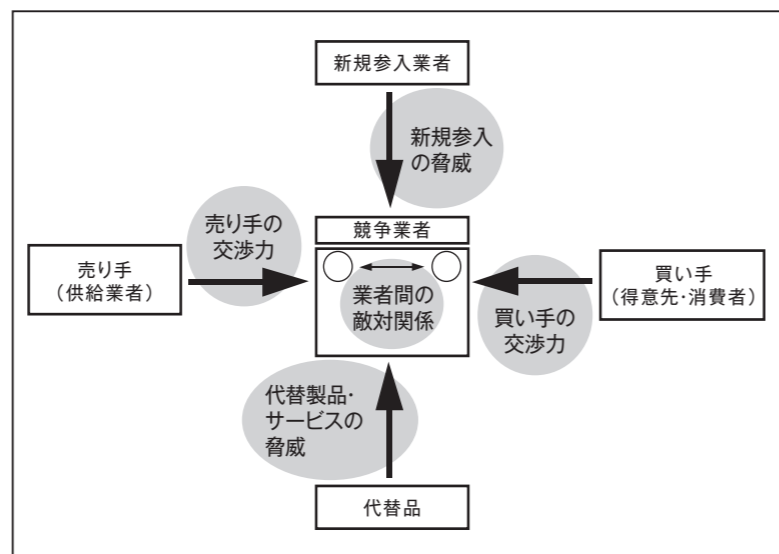 新規参入業者
新規参入
の脅威
売り手の
交渉力
競争業者
売り手
（供給業者）
業者間の
敵対関係
買い手
（得意先・消費者）
買い手の
交渉力
代替製品・
サービスの
脅威
代替品